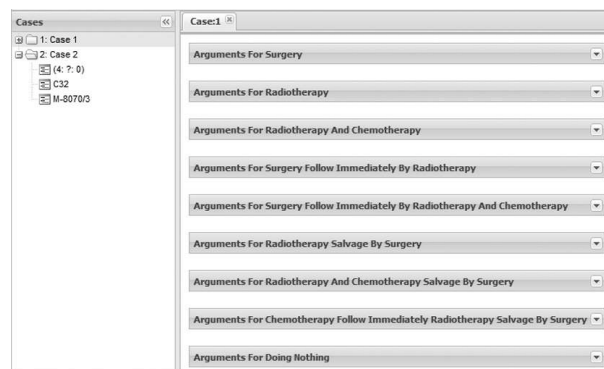 Cases
1: Case 1
2: Case 2
(4: ?: 0)
C32
M-8070/3
Case:1
Arguments For Surgery
Arguments For Radiotherapy
Arguments For Radiotherapy And Chemotherapy
Arguments For Surgery Follow Immediately By Radiotherapy
Arguments For Surgery Follow Immediately By Radiotherapy And Chemotherapy
Arguments For Radiotherapy Salvage By Surgery
Arguments For Radiotherapy And Chemotherapy Salvage By Surgery
Arguments For Chemotherapy Follow Immediately Radiotherapy Salvage By Surgery
Arguments For Doing Nothing